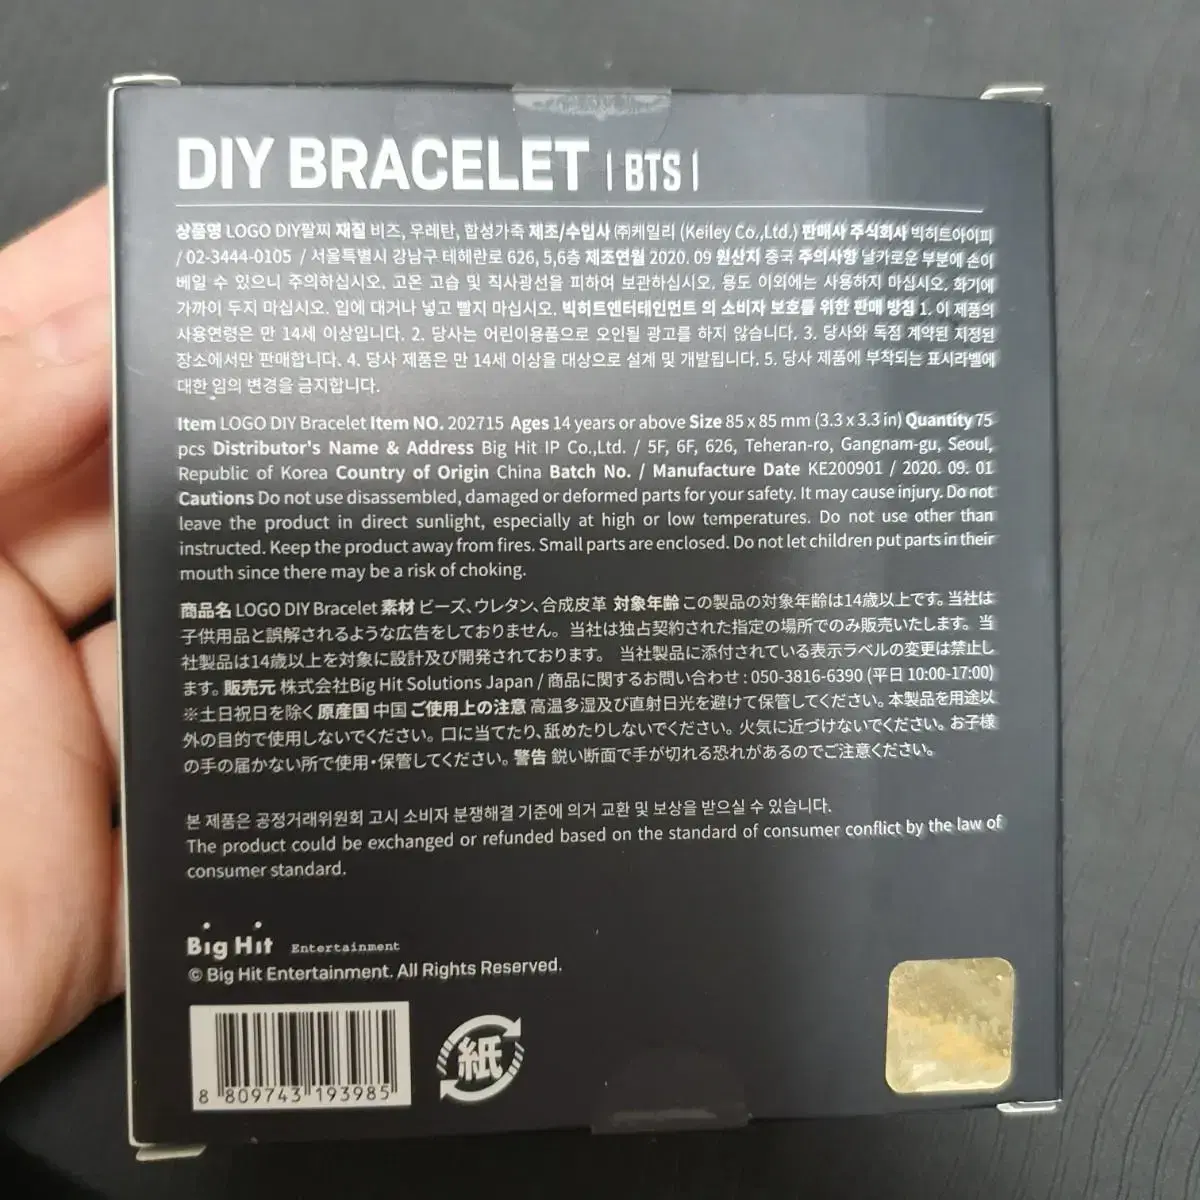 DIY BRACELET | BTS |
상품명 LOGO DIY팔찌 재질 비즈, 우레탄, 합성가죽 제조/수입사 ㈜케일리 (Keiley Co.,Ltd.) 판매사 주식회사 빅히트아이피
/ 02-3444-0105 / 서울특별시 강남구 테헤란로 626, 5,6층 제조연월 2020. 09 원산지 중국 주의사항 날카로운 부분에 손이
베일 수 있으니 주의하십시오. 고온 고습 및 직사광선을 피하여 보관하십시오. 용도 이외에는 사용하지 마십시오. 화기에
가까이 두지 마십시오. 입에 대거나 넣고 빨지 마십시오. 빅히트엔터테인먼트 의 소비자 보호를 위한 판매 방침 1. 이 제품의
사용연령은 만 14세 이상입니다. 2. 당사는 어린이용품으로 오인될 광고를 하지 않습니다. 3. 당사와 독점 계약된 지정된
장소에서만 판매합니다. 4. 당사 제품은 만 14세 이상을 대상으로 설계 및 개발됩니다. 5. 당사 제품에 부착되는 표시라벨에
대한 임의 변경을 금지합니다.
Item LOGO DIY Bracelet Item NO. 202715 Ages 14 years or above Size 85 x 85 mm (3.3 x 3.3 in) Quantity 75
pcs Distributor's Name & Address Big Hit IP Co.,Ltd. / 5F, 6F, 626, Teheran-ro, Gangnam-gu, Seoul,
Republic of Korea Country of Origin China Batch No. / Manufacture Date KE200901 / 2020. 09. 01
Cautions Do not use disassembled, damaged or deformed parts for your safety. It may cause injury. Do not
leave the product in direct sunlight, especially at high or low temperatures. Do not use other than
instructed. Keep the product away from fires. Small parts are enclosed. Do not let children put parts in their
mouth since there may be a risk of choking.
商品名 LOGO DIY Bracelet 素材 ビーズ、ウレタン、合成皮革 対象年齢 この製品の対象年齢は14歳以上です。当社は
子供用品と誤解されるような広告をしておりません。当社は独占契約された指定の場所でのみ販売いたします。当
社製品は14歳以上を対象に設計及び開発されております。 当社製品に添付されている表示ラベルの変更は禁止し
ます。販売元 株式会社Big Hit Solutions Japan / 商品に関するお問い合わせ : 050-3816-6390 (平日 10:00-17:00)
※土日祝日を除く 原産国 中国 ご使用上の注意 高温多湿及び直射日光を避けて保管してください。本製品を用途以
外の目的で使用しないでください。口に当てたり、舐めたりしないでください。火気に近づけないでください。お子様
の手の届かない所で使用・保管してください。警告 鋭い断面で手が切れる恐れがあるのでご注意ください。
본 제품은 공정거래위원회 고시 소비자 분쟁해결 기준에 의거 교환 및 보상을 받으실 수 있습니다.
The product could be exchanged or refunded based on the standard of consumer conflict by the law of
consumer standard.
Big Hit Entertainment
© Big Hit Entertainment. All Rights Reserved.
8 809743 193985
紙